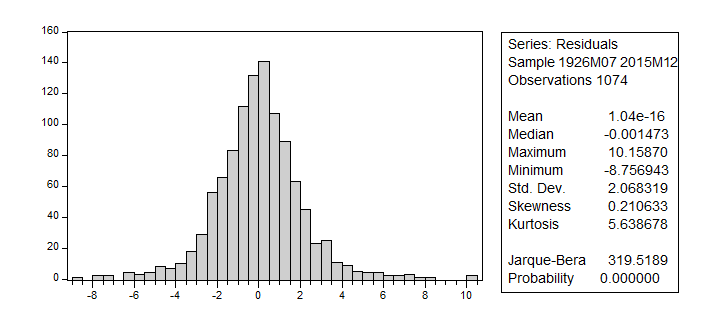 160
140
120
100
80
60
40
20
0
-8 -6 -4 -2 0 2 4 6 8 10
Series: Residuals
Sample 1926M07 2015M12
Observations 1074
Mean 1.04e-16
Median -0.001473
Maximum 10.15870
Minimum -8.756943
Std. Dev. 2.068319
Skewness 0.210633
Kurtosis 5.638678
Jarque-Bera 319.5189
Probability 0.000000